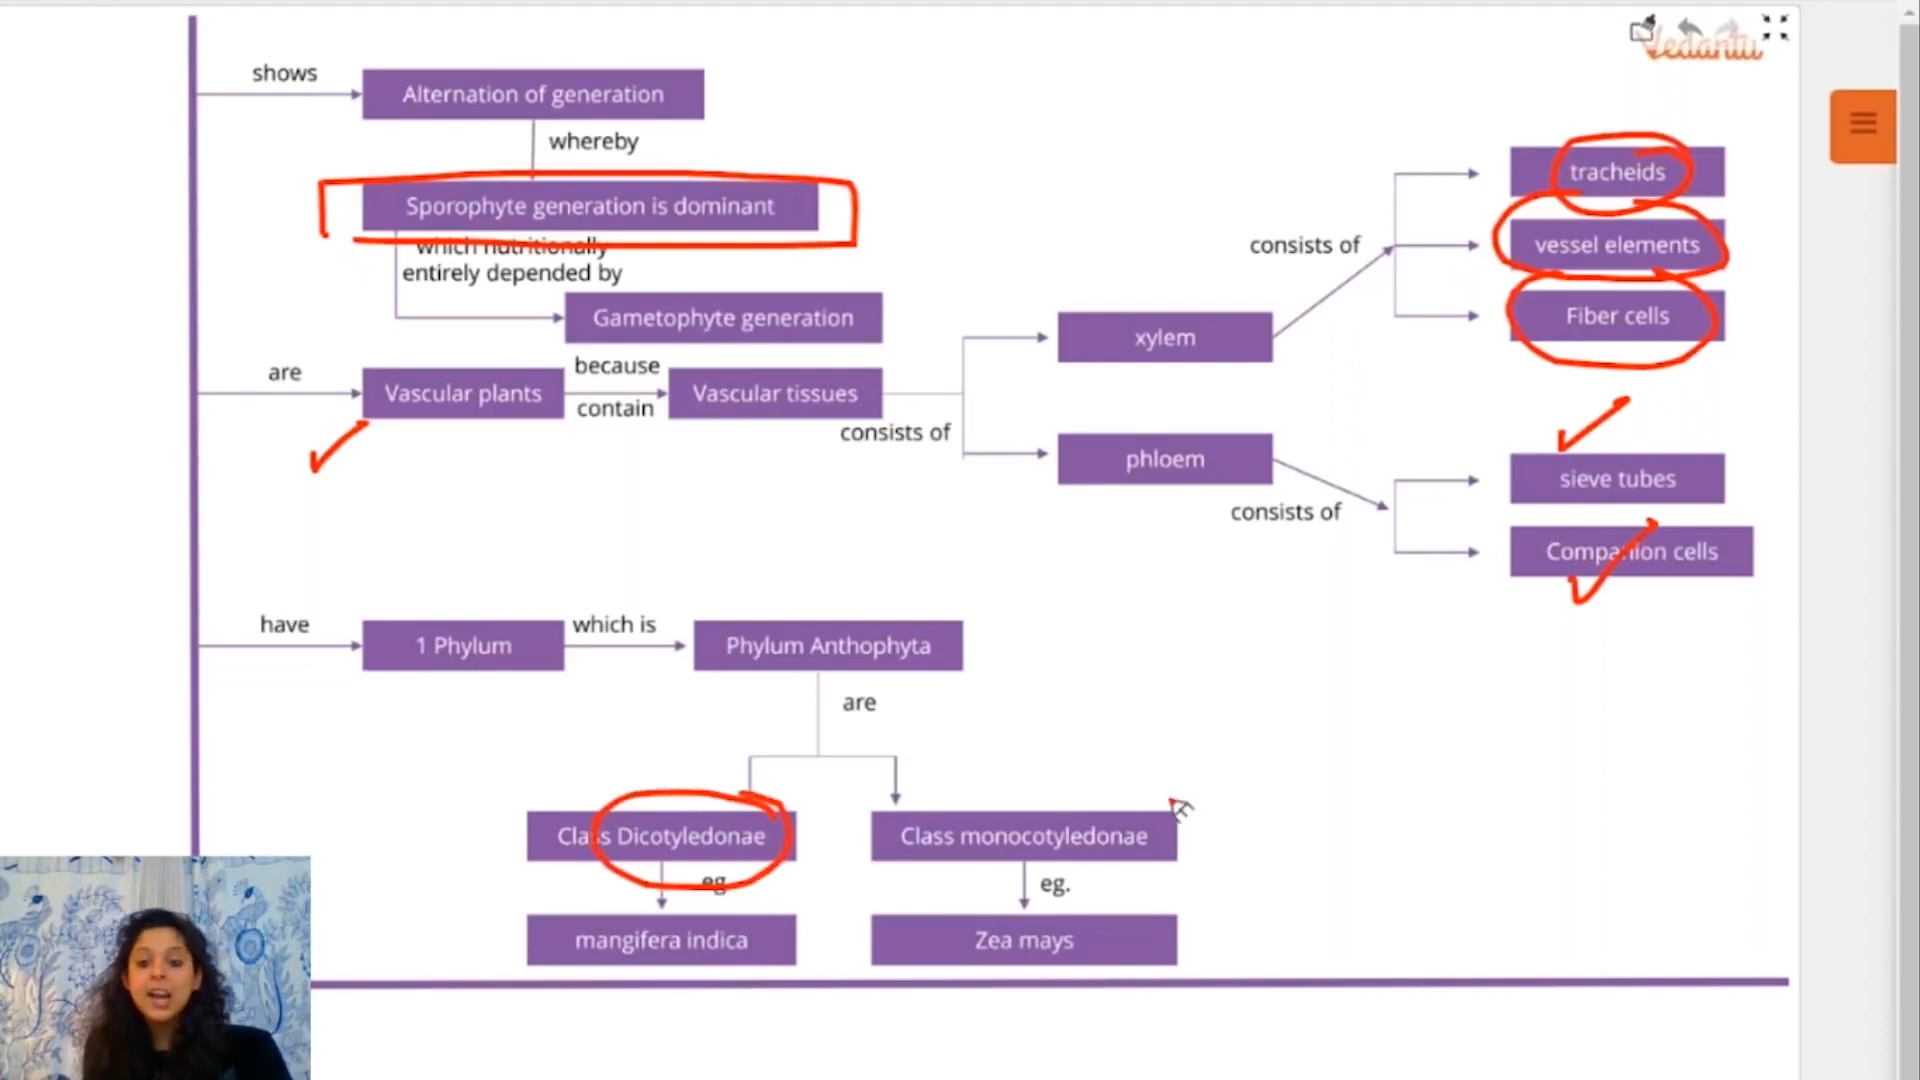 Vedantu
shows
Alternation of generation
whereby
Sporophyte generation is dominant
which nutritionally
entirely depended by
Gametophyte generation
are
Vascular plants
because
contain
Vascular tissues
consists of
xylem
consists of
tracheids
vessel elements
Fiber cells
phloem
consists of
sieve tubes
Companion cells
have
1 Phylum
which is
Phylum Anthophyta
are
Class Dicotyledonae
eg
mangifera indica
Class monocotyledonae
eg.
Zea mays